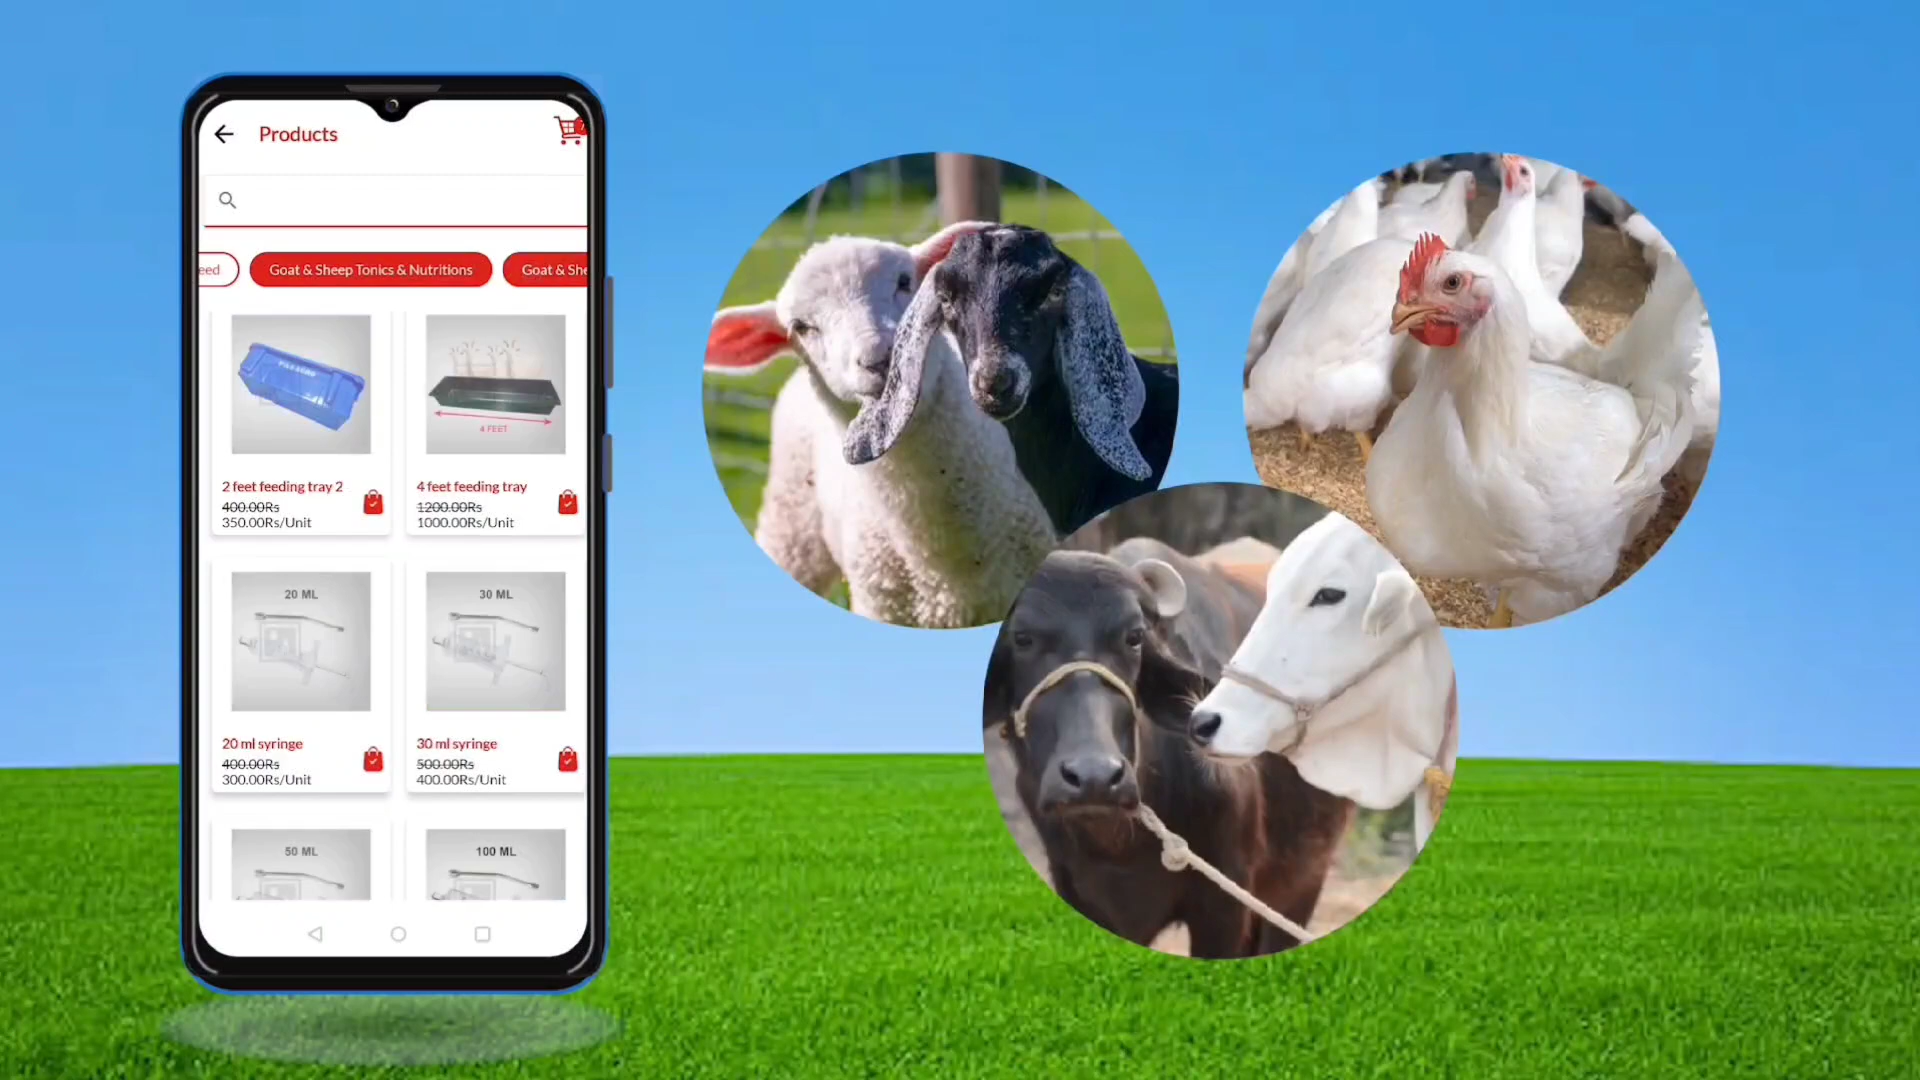 Products
eed
Goat & Sheep Tonics & Nutritions
Goat & She
4 FEET
2 feet feeding tray 2
400.00Rs
350.00Rs/Unit
4 feet feeding tray
1200.00Rs
1000.00Rs/Unit
20 ML
30 ML
20 ml syringe
400.00Rs
300.00Rs/Unit
30 ml syringe
500.00Rs
400.00Rs/Unit
50 ML
100 ML